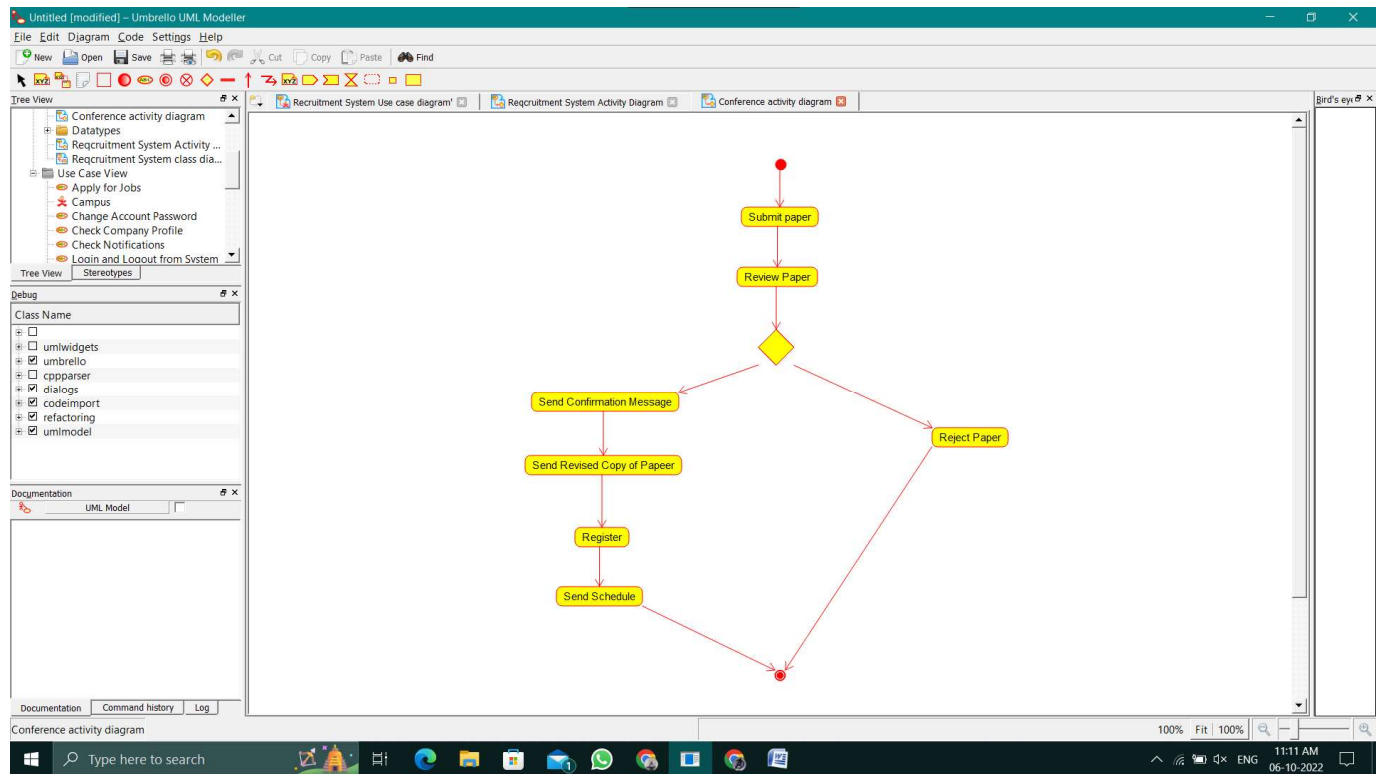 Untitled [modified] – Umbrello UML Modeller
File Edit Diagram Code Settings Help
New Open Save Cut Copy Paste Find
XYZ ABC XYZ
Tree View
Recruitment System Use case diagram'
Reqcruitment System Activity Diagram
Conference activity diagram
Bird's eye
Conference activity diagram
Datatypes
Reqcruitment System Activity ...
Reqcruitment System class dia...
Use Case View
Apply for Jobs
Campus
Change Account Password
Check Company Profile
Check Notifications
Login and Logout from System
Tree View Stereotypes
Debug
Class Name
umlwidgets
umbrello
cppparser
dialogs
codeimport
refactoring
umlmodel
Documentation
UML Model
Documentation Command history Log
Submit paper
Review Paper
Send Confirmation Message
Reject Paper
Send Revised Copy of Papeer
Register
Send Schedule
Conference activity diagram
100% Fit 100%
Type here to search
1
ENG
11:11 AM
06-10-2022